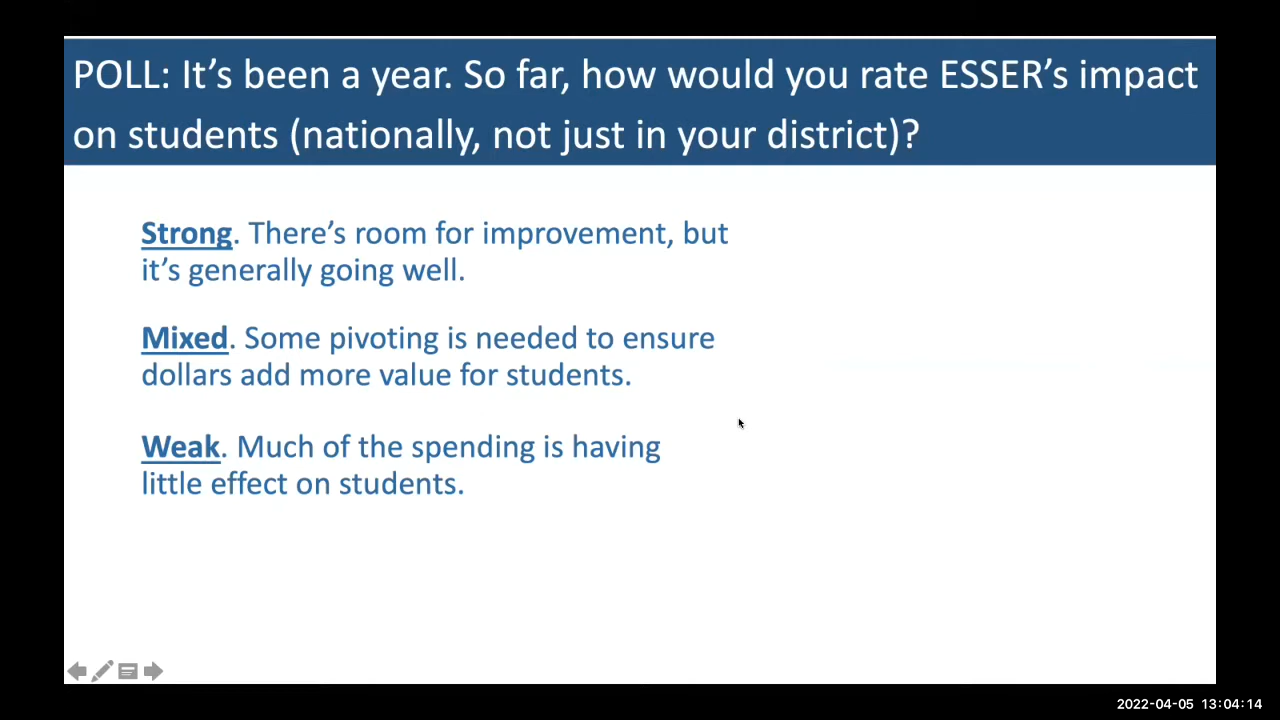 POLL: It’s been a year. So far, how would you rate ESSER’s impact
on students (nationally, not just in your district)?
Strong. There’s room for improvement, but
it’s generally going well.
Mixed. Some pivoting is needed to ensure
dollars add more value for students.
Weak. Much of the spending is having
little effect on students.
2022-04-05 13:04:14